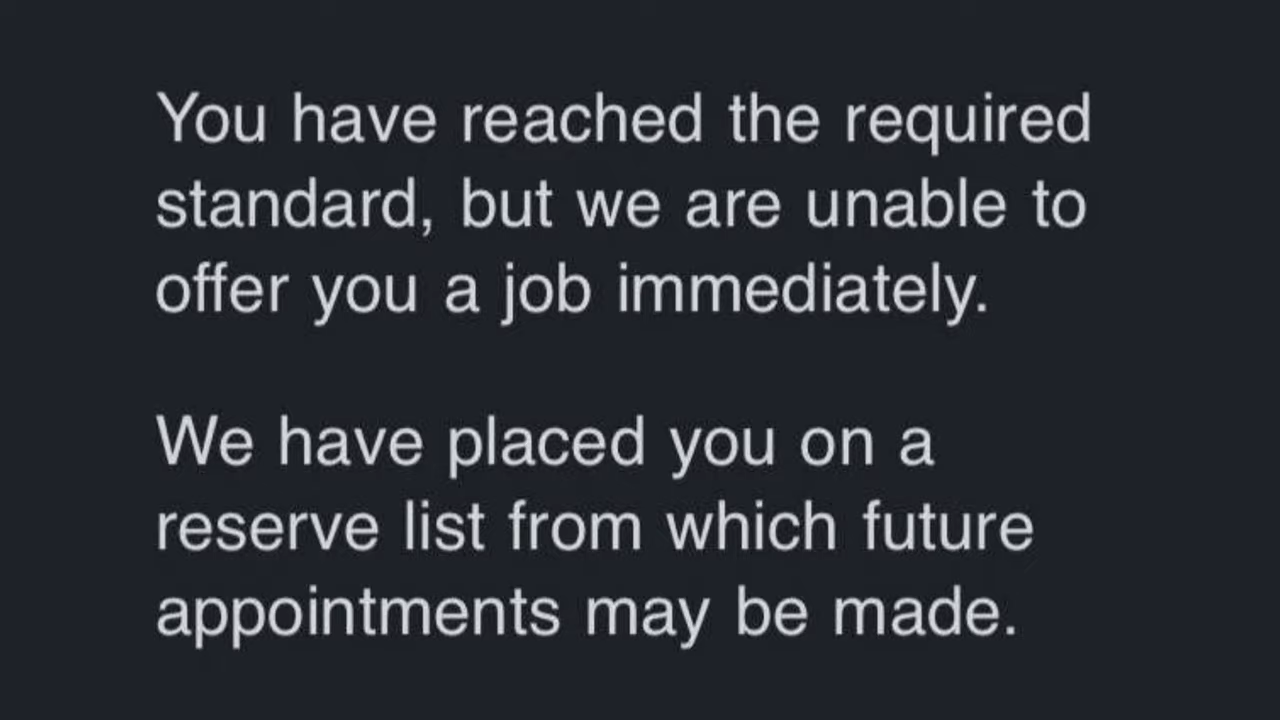 You have reached the required
standard, but we are unable to
offer you a job immediately.
We have placed you on a
reserve list from which future
appointments may be made.